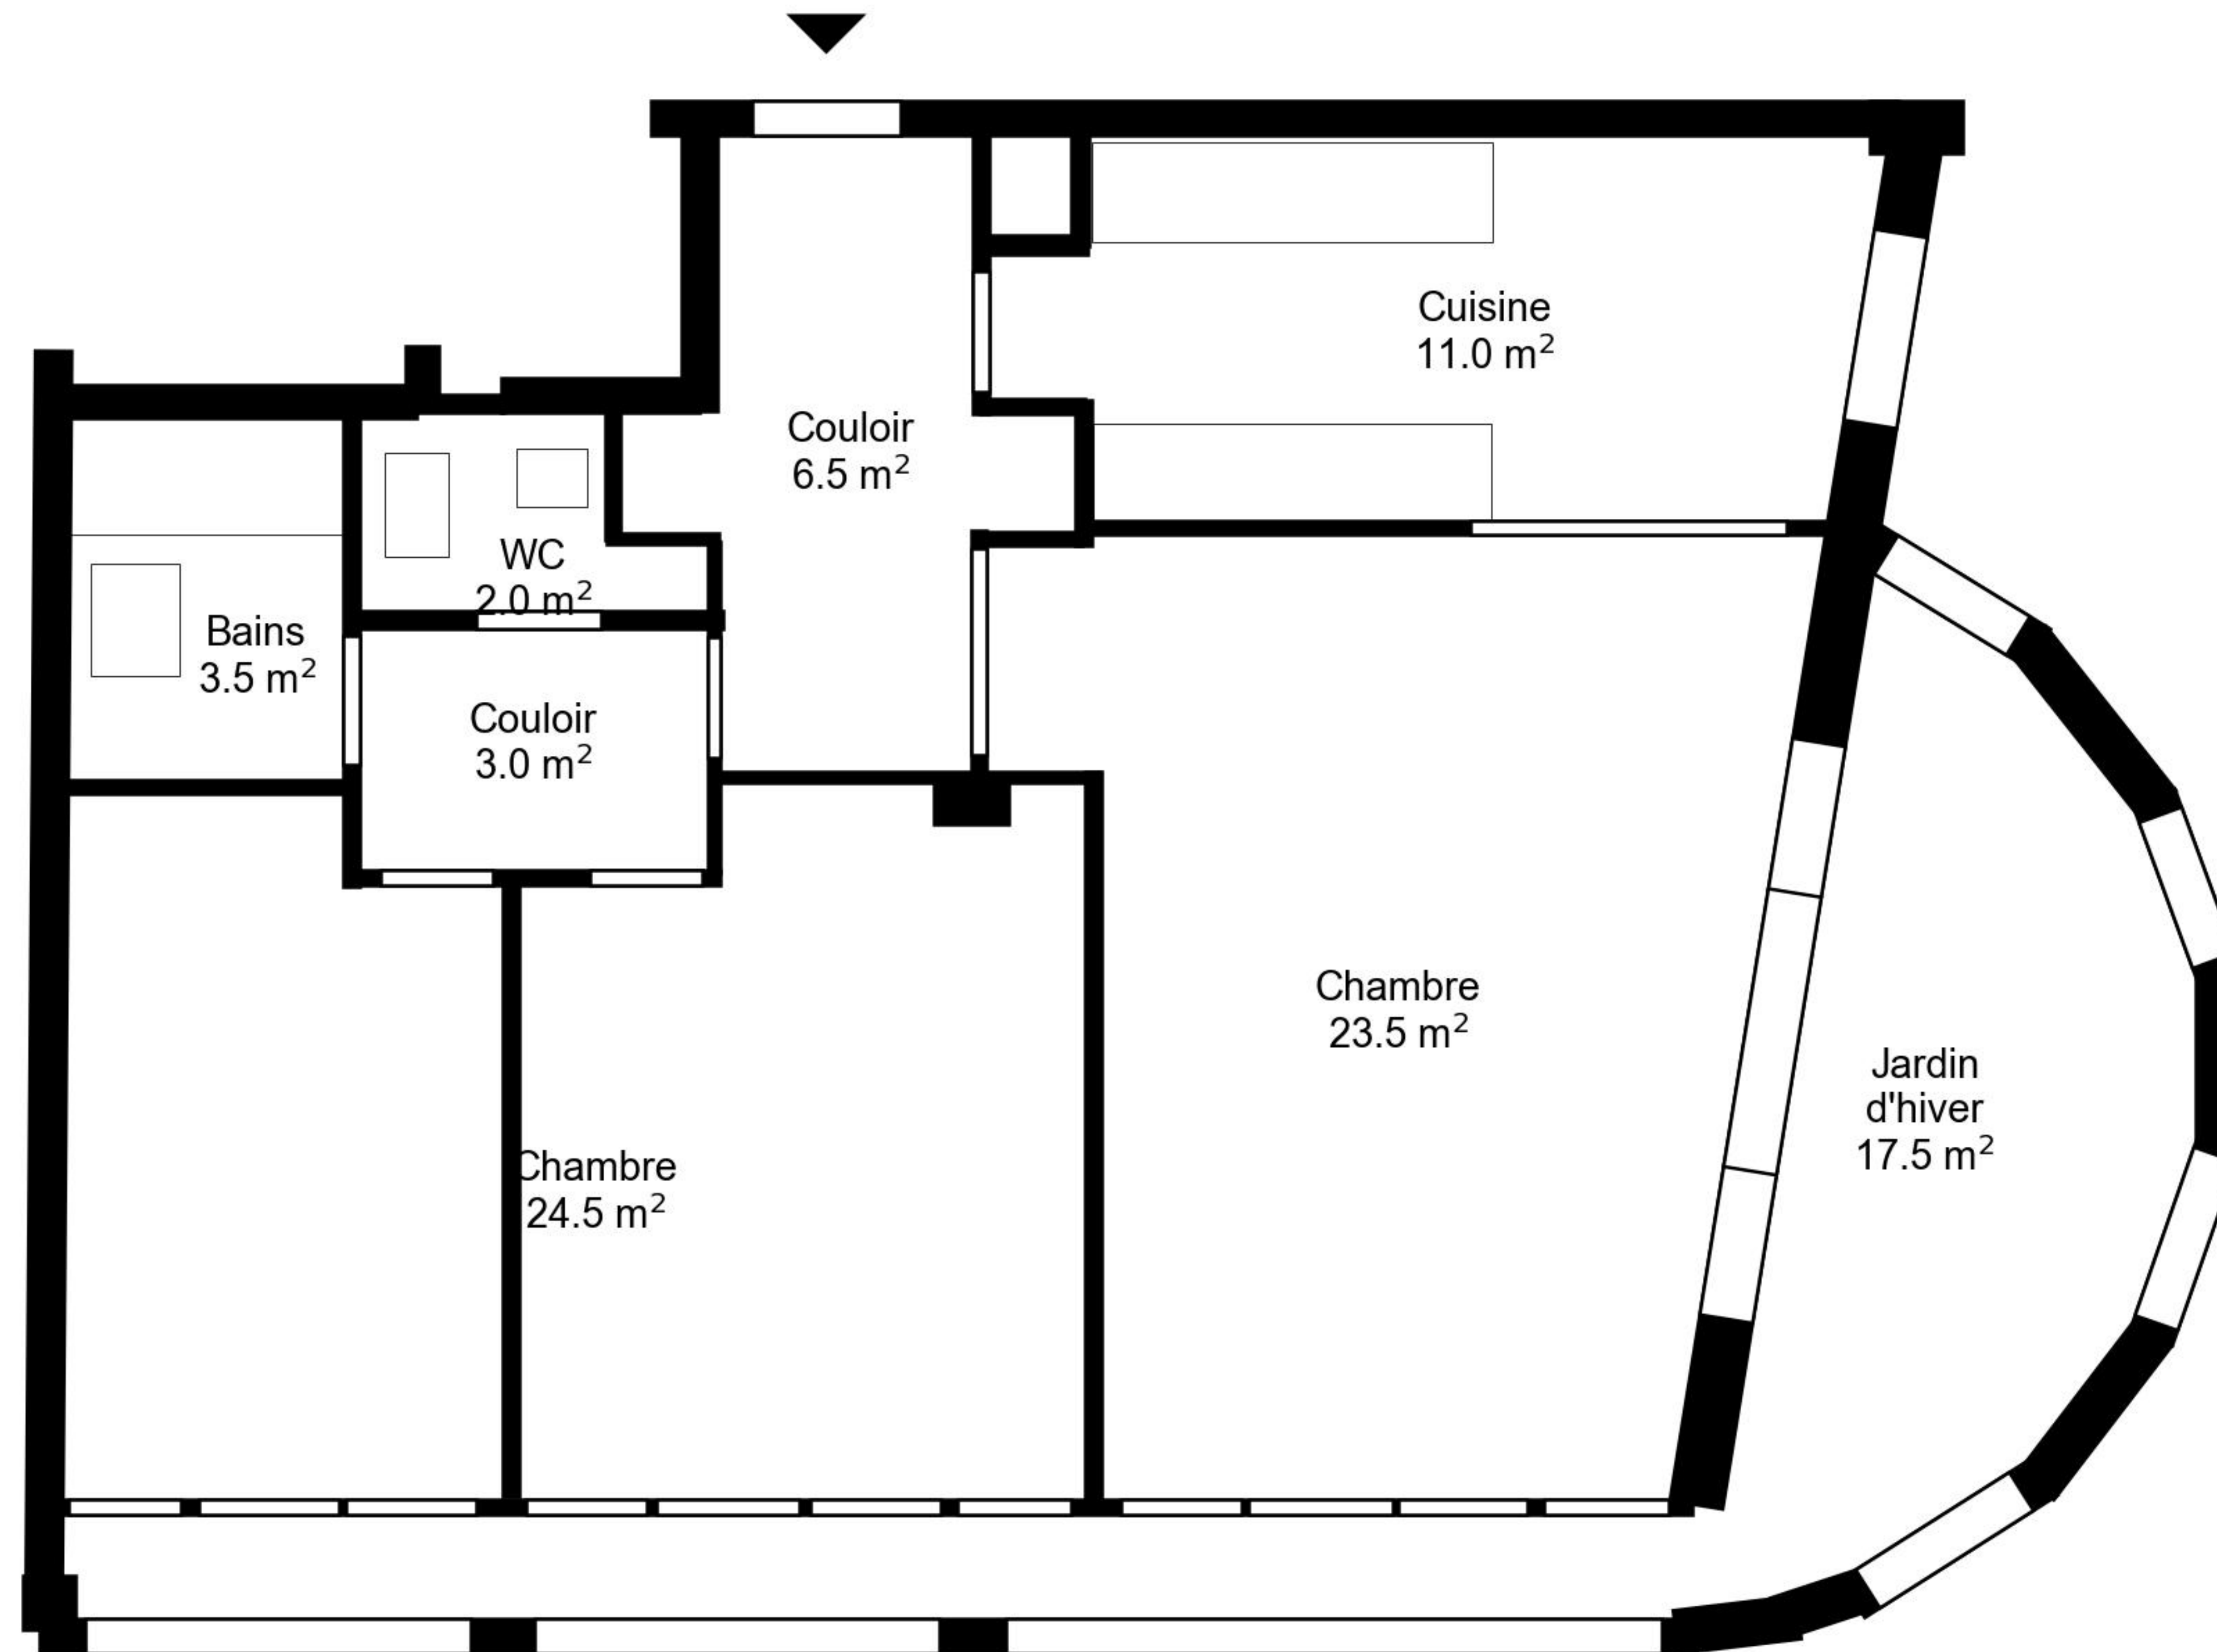 Cuisine
11.0 m²
Couloir
6.5 m²
WC
2.0 m²
Bains
3.5 m²
Couloir
3.0 m²
Chambre
23.5 m²
Jardin
d'hiver
17.5 m²
Chambre
24.5 m²